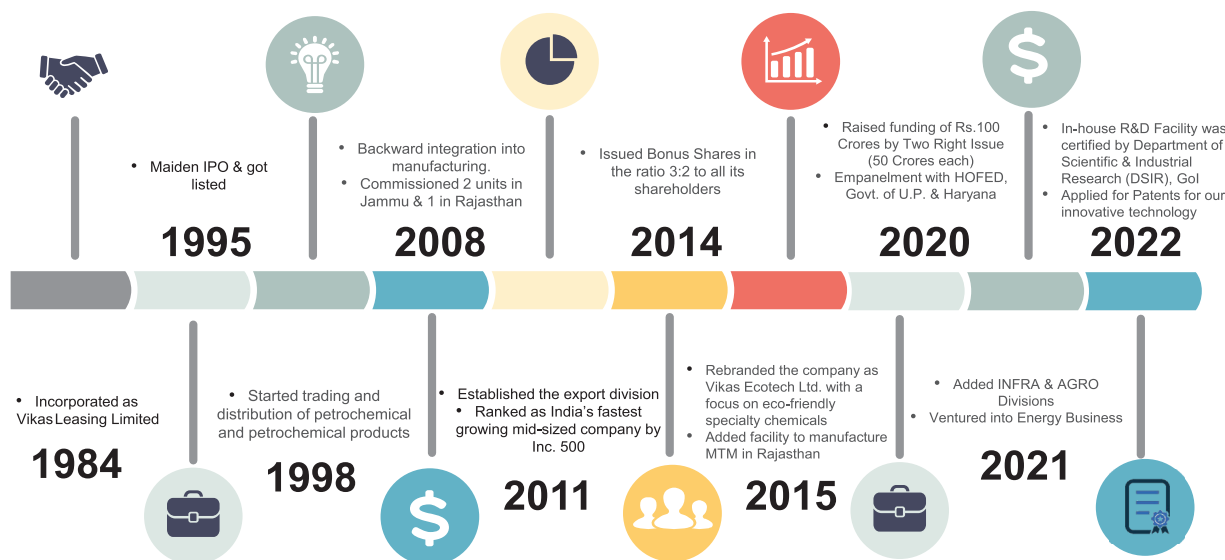 • Maiden IPO & got
listed
1995
• Backward integration into
manufacturing.
• Commissioned 2 units in
Jammu & 1 in Rajasthan
2008
• Issued Bonus Shares in
the ratio 3:2 to all its
shareholders
2014
• Raised funding of Rs.100
Crores by Two Right Issue
(50 Crores each)
• Empanelment with HOFED,
Govt. of U.P. & Haryana
2020
• In-house R&D Facility was
certified by Department of
Scientific & Industrial
Research (DSIR), GoI
• Applied for Patents for our
innovative technology
2022
• Incorporated as
Vikas Leasing Limited
1984
• Started trading and
distribution of petrochemical
and petrochemical products
1998
• Established the export division
• Ranked as India's fastest
growing mid-sized company by
Inc. 500
2011
• Rebranded the company as
Vikas Ecotech Ltd. with a
focus on eco-friendly
specialty chemicals
• Added facility to manufacture
MTM in Rajasthan
2015
• Added INFRA & AGRO
Divisions
• Ventured into Energy Business
2021